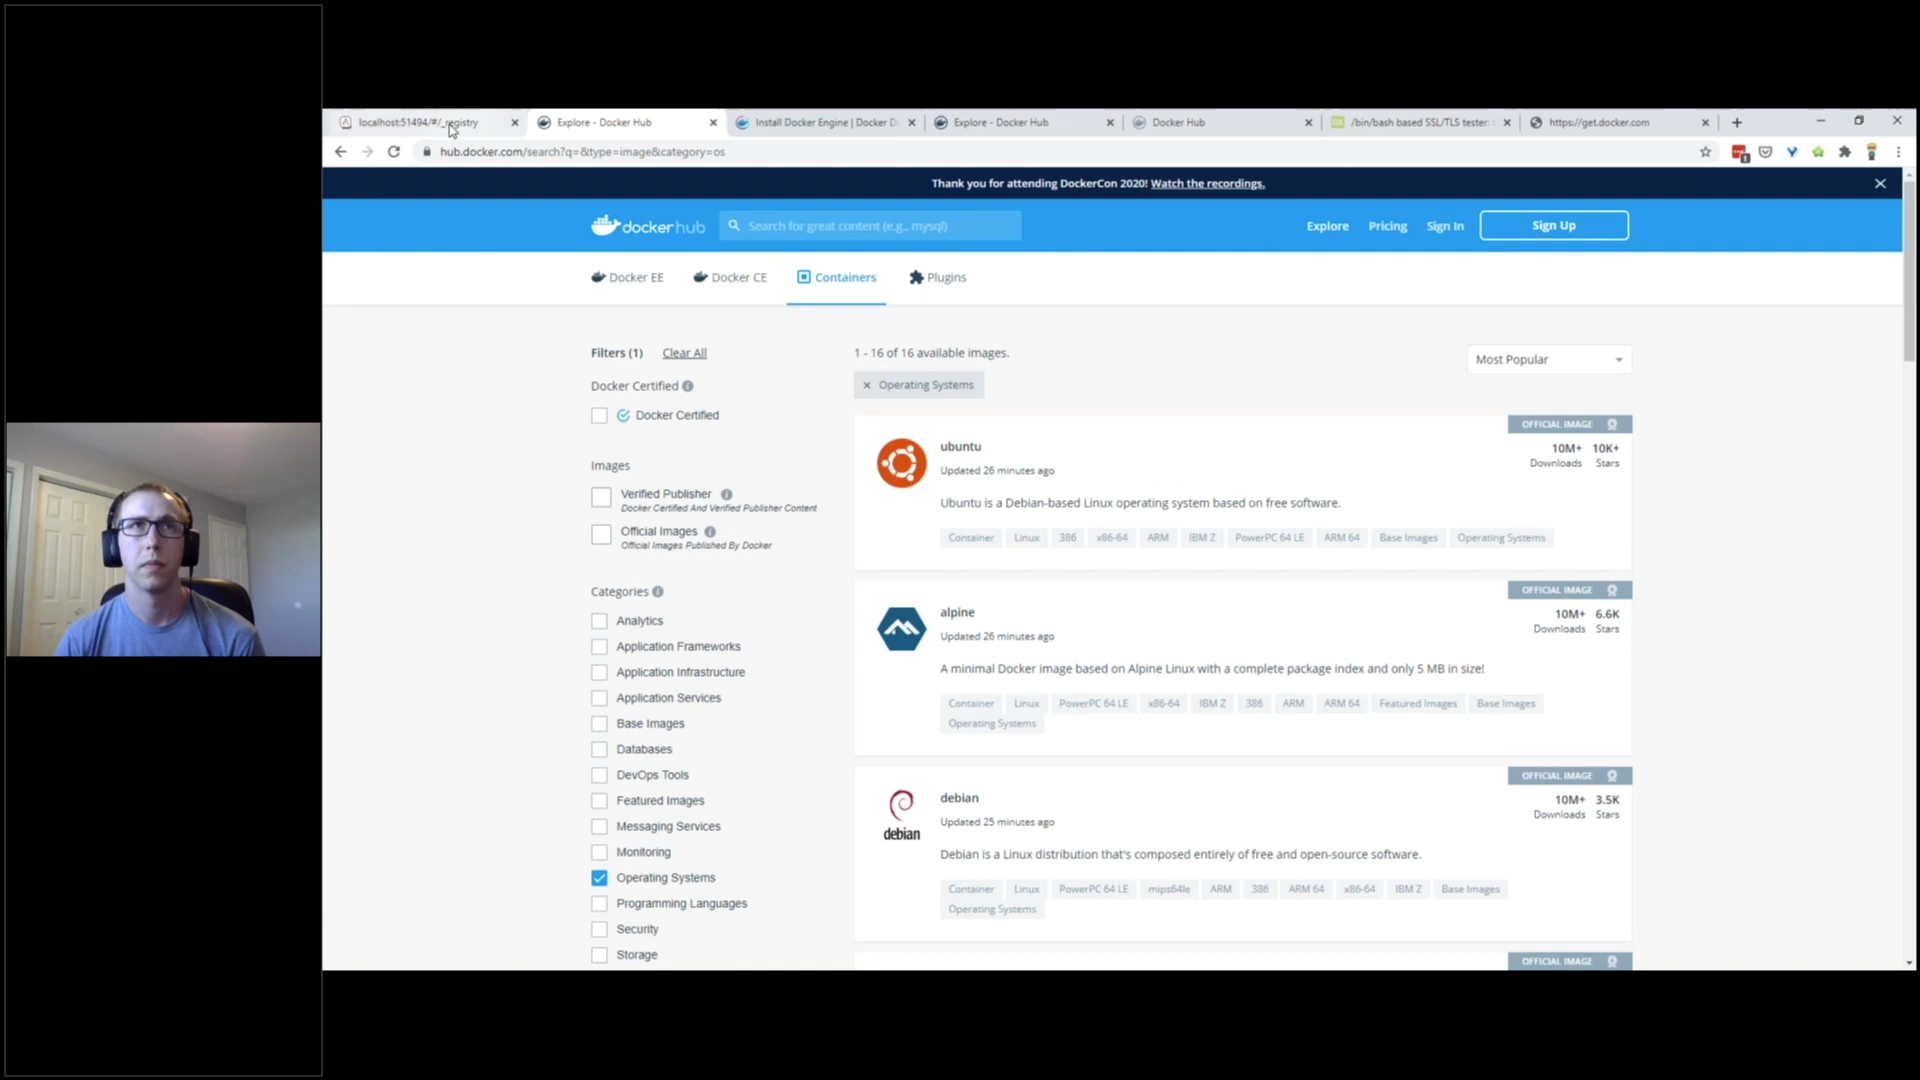 localhost:51494/#/_registry
Explore - Docker Hub
Install Docker Engine | Docker D
Explore - Docker Hub
Docker Hub
/bin/bash based SSL/TLS tester:
https://get.docker.com
hub.docker.com/search?q=&type=image&category=os
Thank you for attending DockerCon 2020! Watch the recordings.
docker hub
Search for great content (e.g., mysql)
Explore
Pricing
Sign In
Sign Up
Docker EE
Docker CE
Containers
Plugins
Filters (1)
Clear All
1 - 16 of 16 available images.
Most Popular
Operating Systems
Docker Certified
Docker Certified
Images
Verified Publisher
Docker Certified And Verified Publisher Content
Official Images
Official Images Published By Docker
Categories
Analytics
Application Frameworks
Application Infrastructure
Application Services
Base Images
Databases
DevOps Tools
Featured Images
Messaging Services
Monitoring
Operating Systems
Programming Languages
Security
Storage
OFFICIAL IMAGE
ubuntu
10M+ 10K+
Downloads Stars
Updated 26 minutes ago
Ubuntu is a Debian-based Linux operating system based on free software.
Container Linux 386 x86-64 ARM IBM Z PowerPC 64 LE ARM 64 Base Images Operating Systems
OFFICIAL IMAGE
alpine
10M+ 6.6K
Downloads Stars
Updated 26 minutes ago
A minimal Docker image based on Alpine Linux with a complete package index and only 5 MB in size!
Container Linux PowerPC 64 LE x86-64 IBM Z 386 ARM ARM 64 Featured Images Base Images
Operating Systems
OFFICIAL IMAGE
debian
debian
10M+ 3.5K
Downloads Stars
Updated 25 minutes ago
Debian is a Linux distribution that's composed entirely of free and open-source software.
Container Linux PowerPC 64 LE mips64le ARM 386 ARM 64 x86-64 IBM Z Base Images
Operating Systems
OFFICIAL IMAGE